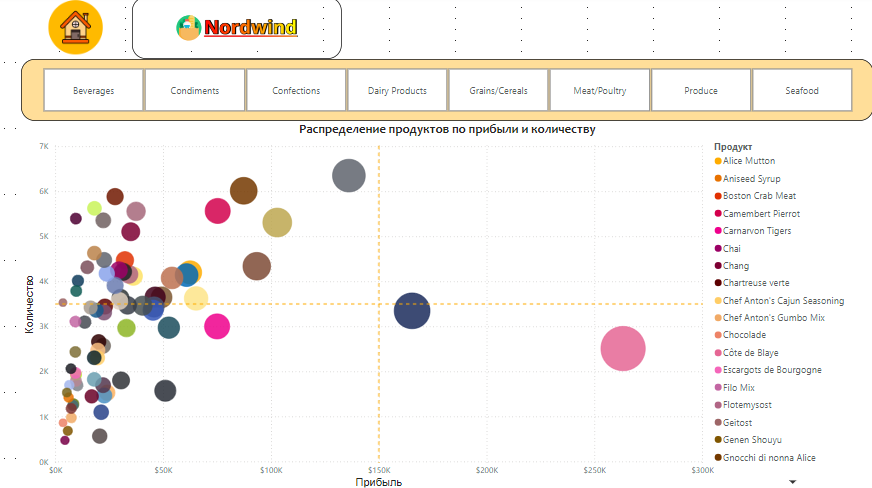 Nordwind
Beverages
Condiments
Confections
Dairy Products
Grains/Cereals
Meat/Poultry
Produce
Seafood
Распределение продуктов по прибыли и количеству
Количество
7K
6K
5K
4K
3K
2K
1K
0K
$0K
$50K
$100K
$150K
$200K
$250K
$300K
Прибыль
Продукт
Alice Mutton
Aniseed Syrup
Boston Crab Meat
Camembert Pierrot
Carnarvon Tigers
Chai
Chang
Chartreuse verte
Chef Anton's Cajun Seasoning
Chef Anton's Gumbo Mix
Chocolade
Côte de Blaye
Escargots de Bourgogne
Filo Mix
Flotemysost
Geitost
Genen Shouyu
Gnocchi di nonna Alice